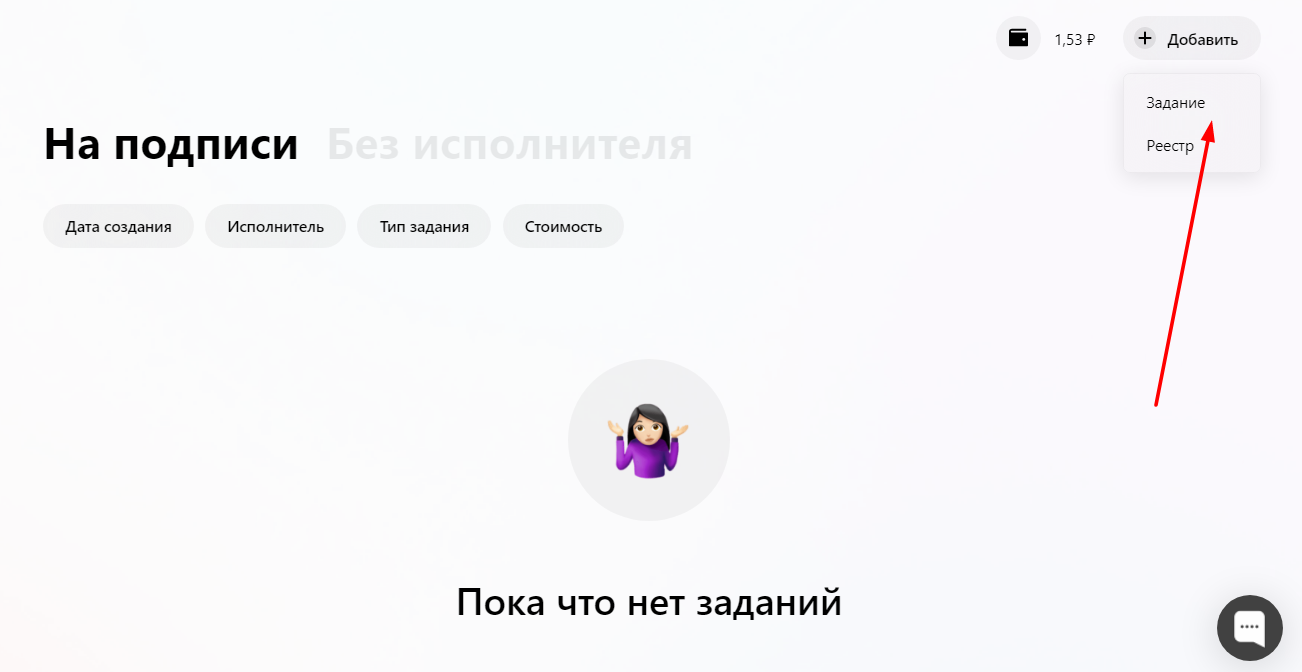 1,53 ₽
Добавить
Задание
Реестр
На подписи Без исполнителя
Дата создания Исполнитель Тип задания Стоимость
Пока что нет заданий